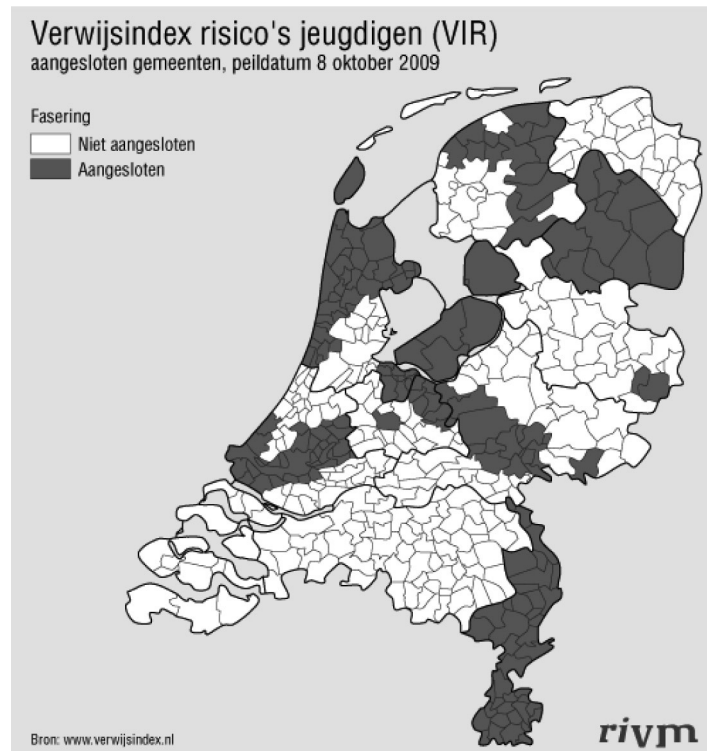 Verwijsindex risico's jeugdigen (VIR)
aangesloten gemeenten, peildatum 8 oktober 2009
Fasering
Niet aangesloten
Aangesloten
Bron: www.verwijsindex.nl
rivm